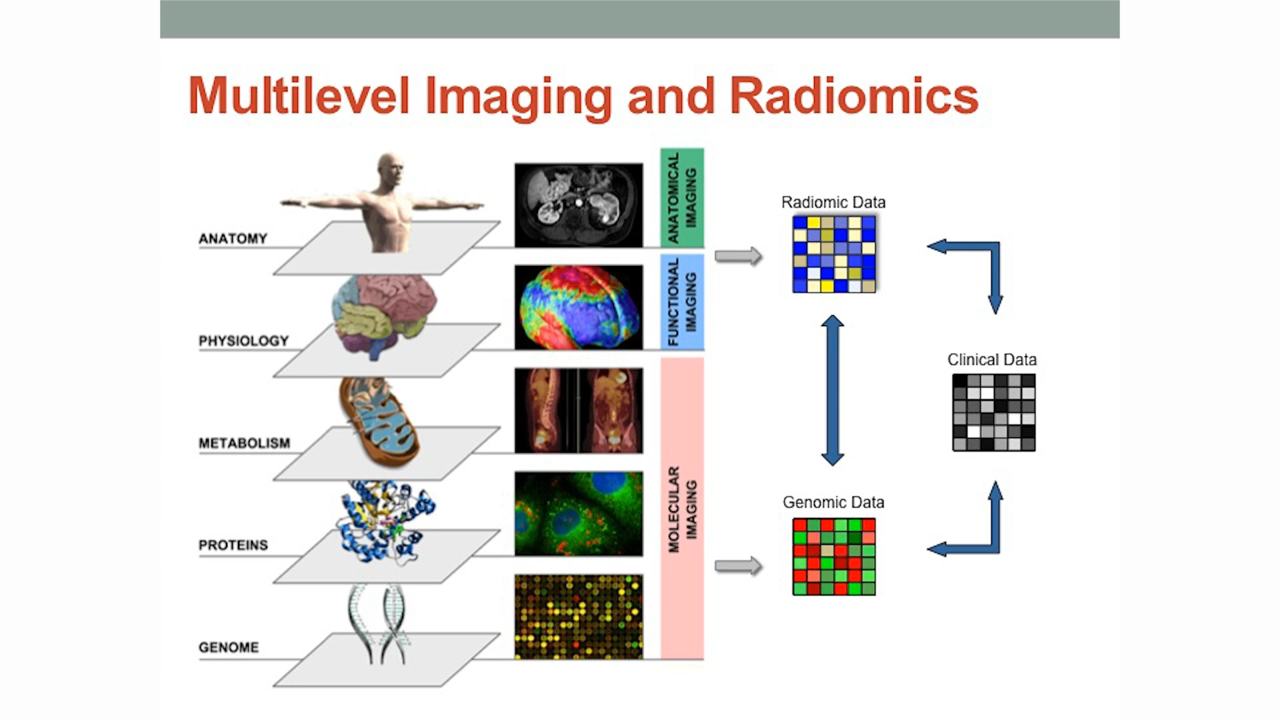 Multilevel Imaging and Radiomics
ANATOMY
ANATOMICAL
IMAGING
PHYSIOLOGY
FUNCTIONAL
IMAGING
METABOLISM
PROTEINS
GENOME
MOLECULAR
IMAGING
Radiomic Data
Clinical Data
Genomic Data